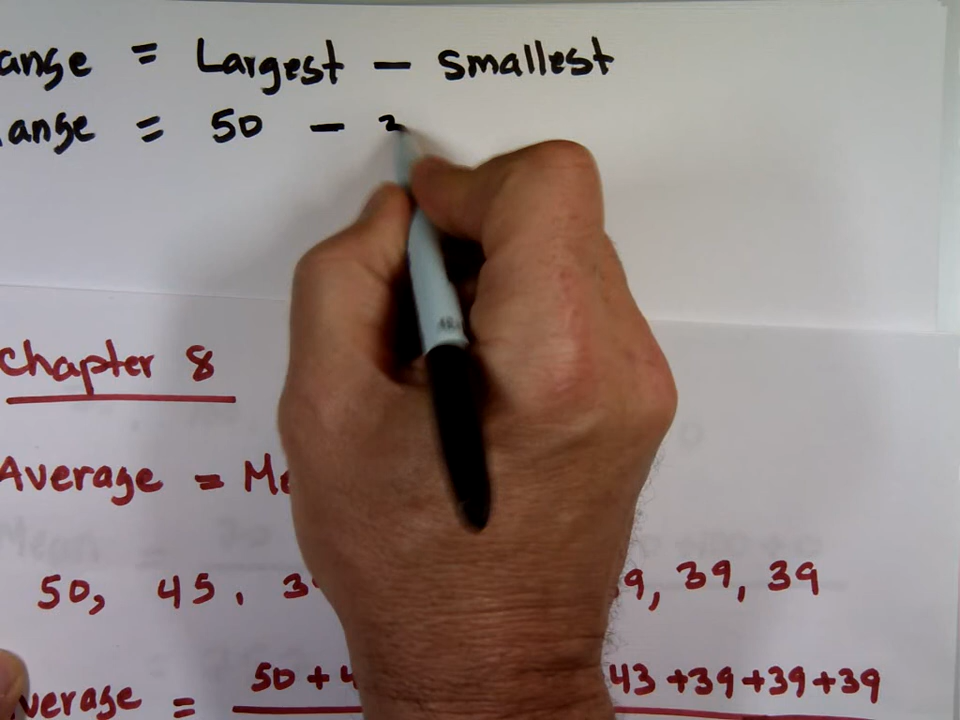 ange = Largest - smallest
ange = 50 -
Chapter 8
Average = Me
50, 45, 3 9, 39, 39
verage = 50+4 43+39+39+39